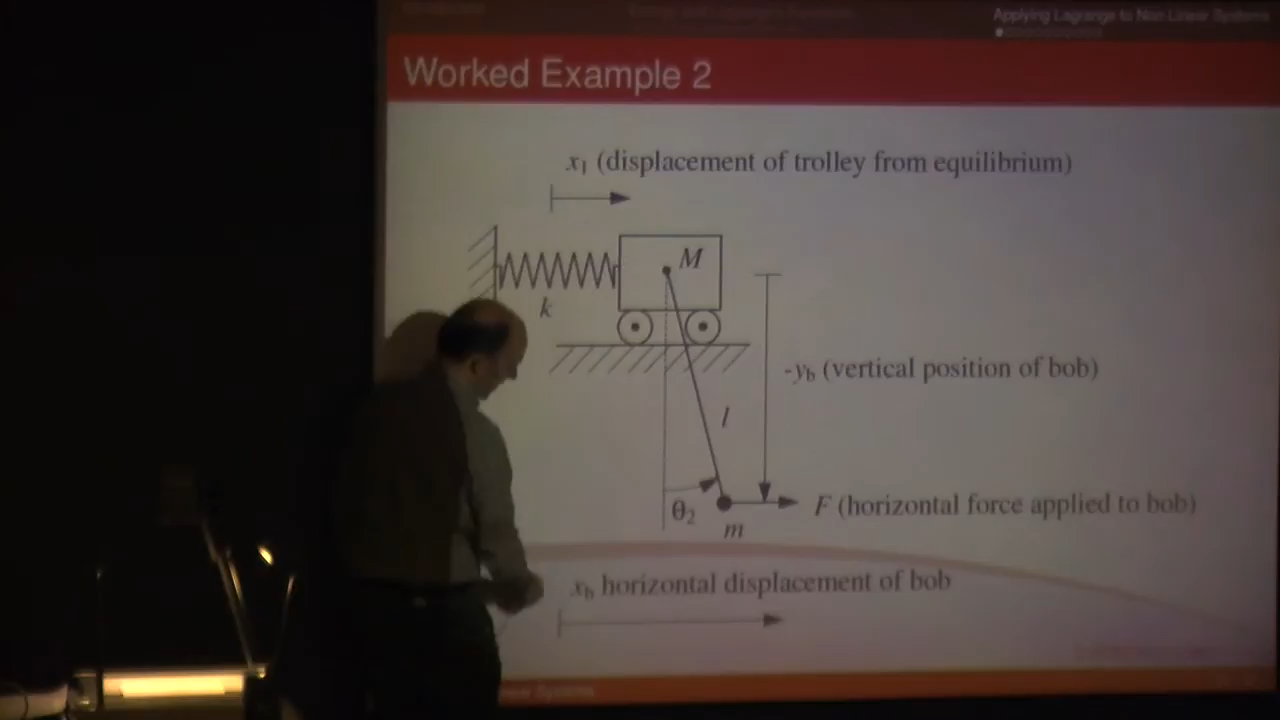 Applying Lagrange to Non Linear Systems
Worked Example 2
x₁ (displacement of trolley from equilibrium)
M
k
-y_b (vertical position of bob)
l
θ₂
F (horizontal force applied to bob)
m
x_b horizontal displacement of bob
Systems